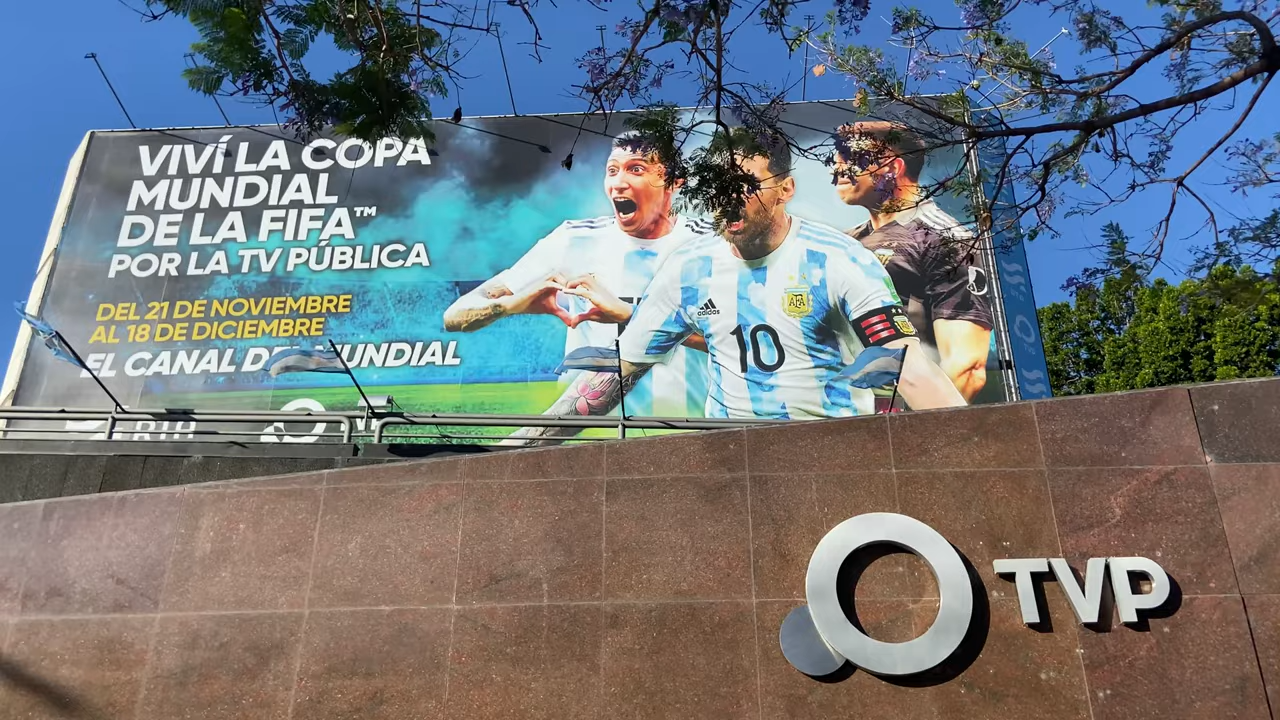 VIVÍ LA COPA
MUNDIAL
DE LA FIFA™
POR LA TV PÚBLICA
DEL 21 DE NOVIEMBRE
AL 18 DE DICIEMBRE
EL CANAL DEL MUNDIAL
adidas
AFA
10
TVP